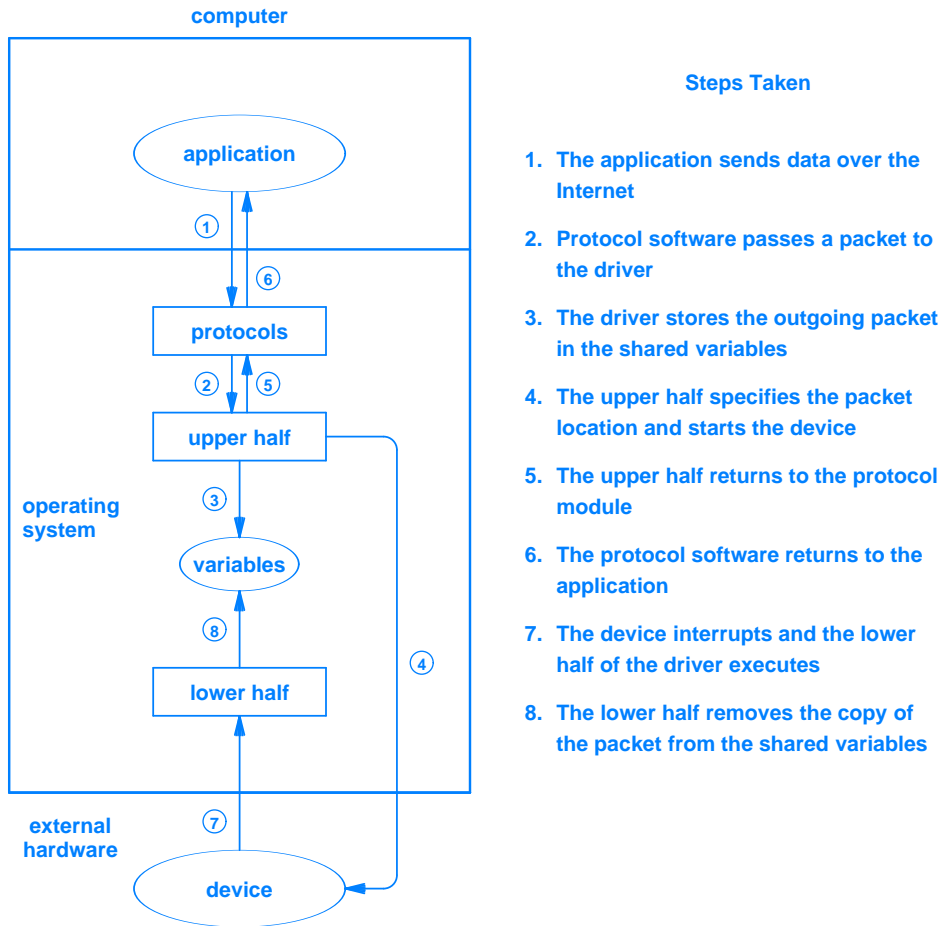 computer
application
1
6
protocols
2
5
upper half
3
operating
system
variables
8
4
lower half
7
external
hardware
device
Steps Taken
1. The application sends data over the
Internet
2. Protocol software passes a packet to
the driver
3. The driver stores the outgoing packet
in the shared variables
4. The upper half specifies the packet
location and starts the device
5. The upper half returns to the protocol
module
6. The protocol software returns to the
application
7. The device interrupts and the lower
half of the driver executes
8. The lower half removes the copy of
the packet from the shared variables